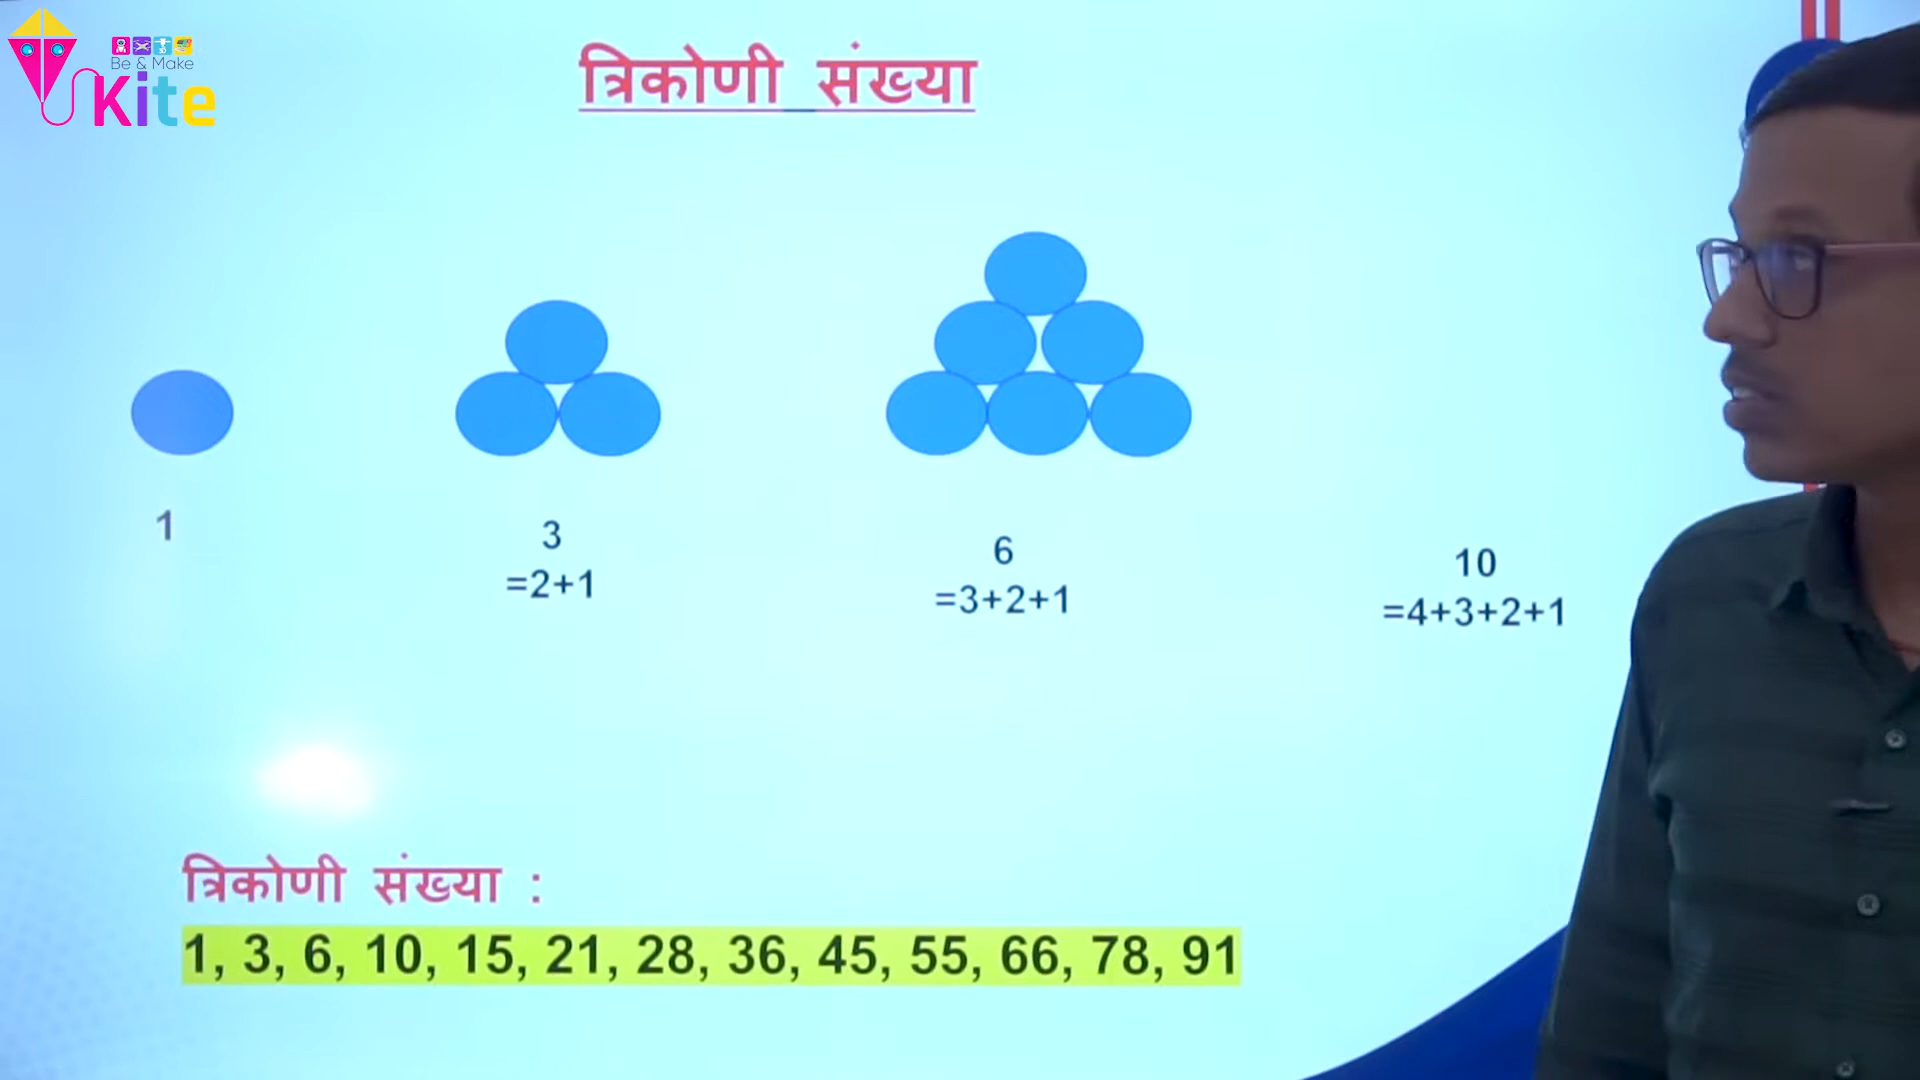 Be & Make
Kite
त्रिकोणी संख्या
1
3
=2+1
6
=3+2+1
10
=4+3+2+1
त्रिकोणी संख्या :
1, 3, 6, 10, 15, 21, 28, 36, 45, 55, 66, 78, 91